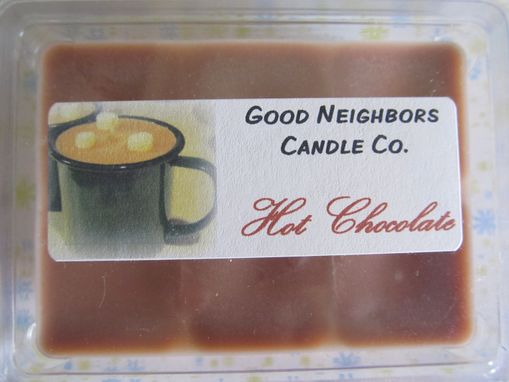 Good Neighbors
Candle Co.
Hot Chocolate